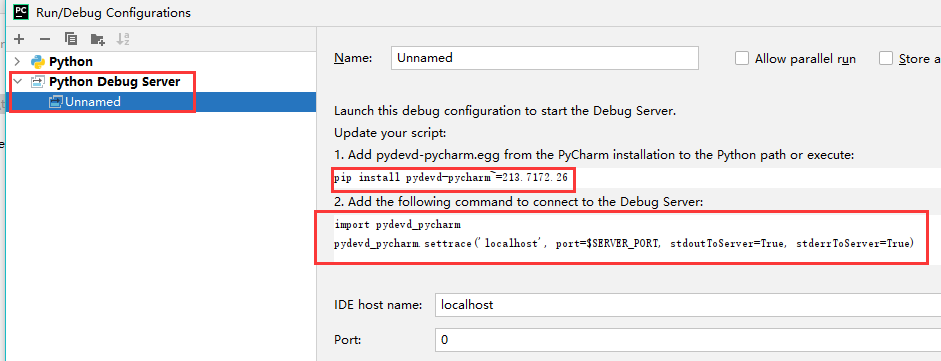 PC Run/Debug Configurations
Python
Python Debug Server
Unnamed
Name: Unnamed Allow parallel run Store a
Launch this debug configuration to start the Debug Server.
Update your script:
1. Add pydevd-pycharm.egg from the PyCharm installation to the Python path or execute:
pip install pydevd-pycharm~=213.7172.26
2. Add the following command to connect to the Debug Server:
import pydevd_pycharm
pydevd_pycharm.settrace('localhost', port=$SERVER_PORT, stdoutToServer=True, stderrToServer=True)
IDE host name: localhost
Port: 0